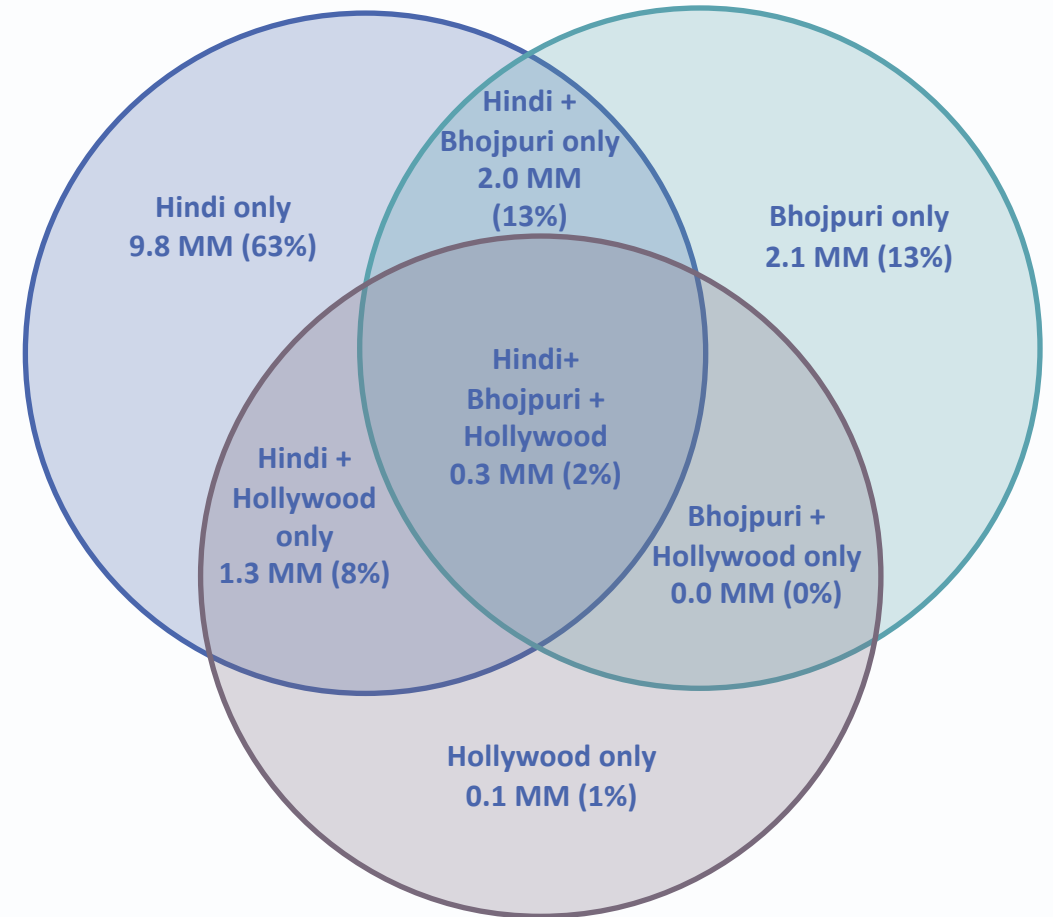 Hindi +
Bhojpuri only
2.0 MM
(13%)
Hindi only
9.8 MM (63%)
Bhojpuri only
2.1 MM (13%)
Hindi+
Bhojpuri +
Hollywood
0.3 MM (2%)
Hindi +
Hollywood
only
1.3 MM (8%)
Bhojpuri +
Hollywood only
0.0 MM (0%)
Hollywood only
0.1 MM (1%)